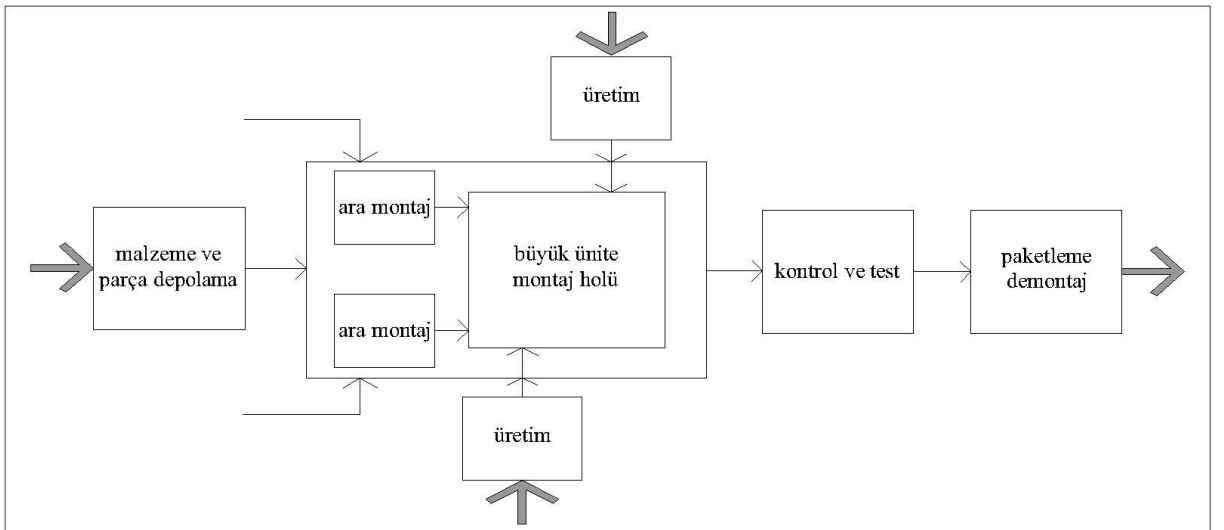 üretim
ara montaj
malzeme ve
parça depolama
büyük ünite
montaj holü
kontrol ve test
paketleme
demontaj
ara montaj
üretim